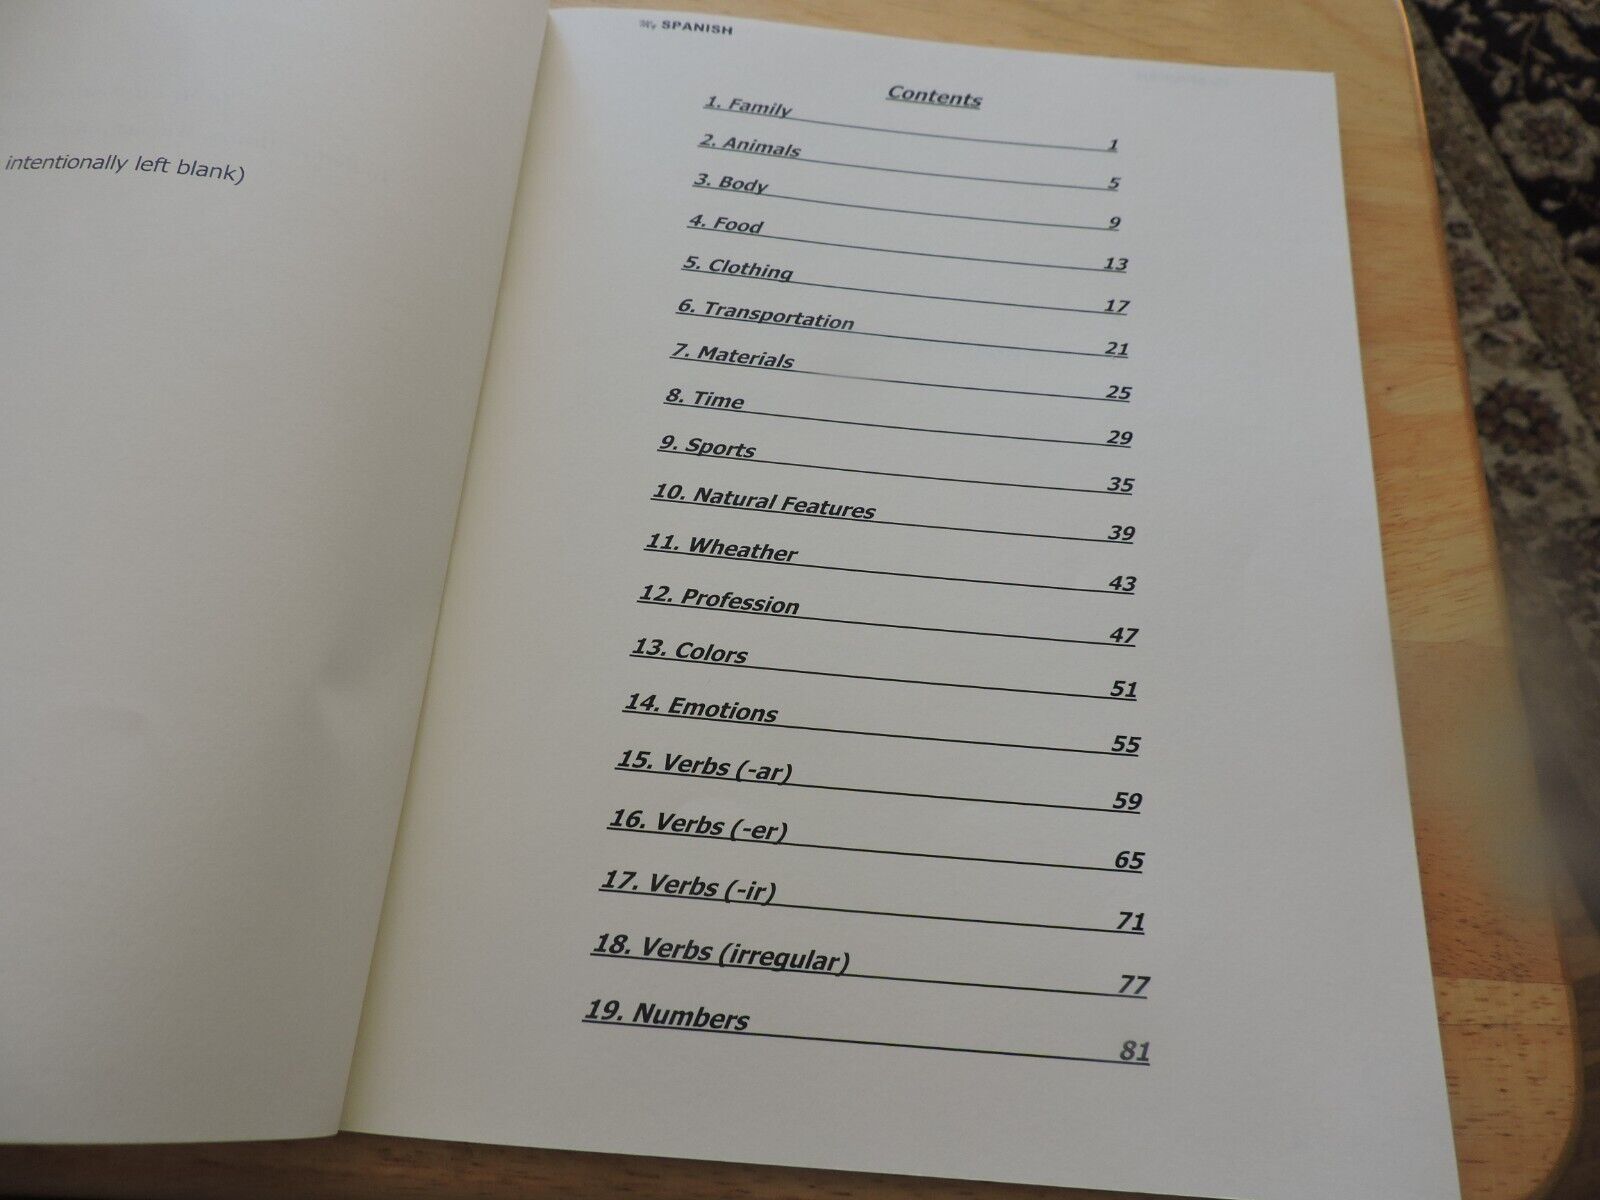 intentionally left blank)
My SPANISH
Contents
1. Family 1
2. Animals 5
3. Body 9
4. Food 13
5. Clothing 17
6. Transportation 21
7. Materials 25
8. Time 29
9. Sports 35
10. Natural Features 39
11. Wheather 43
12. Profession 47
13. Colors 51
14. Emotions 55
15. Verbs (-ar) 59
16. Verbs (-er) 65
17. Verbs (-ir) 71
18. Verbs (irregular) 77
19. Numbers 81